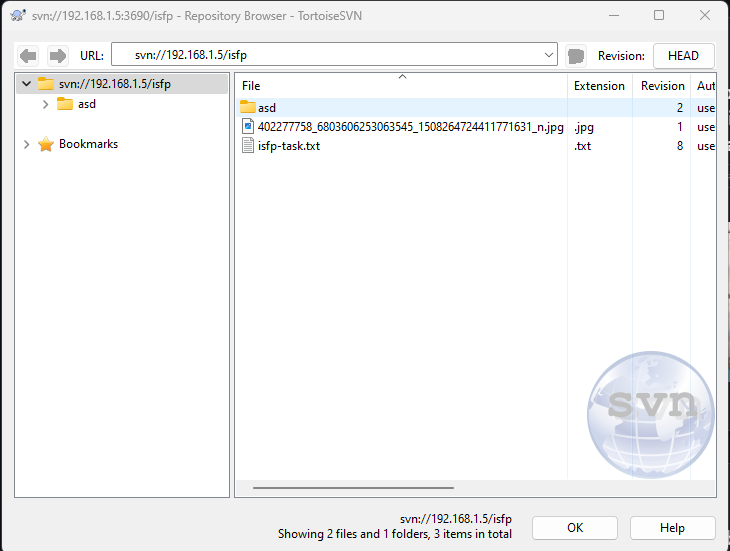 svn://192.168.1.5:3690/isfp - Repository Browser - TortoiseSVN
URL: svn://192.168.1.5/isfp Revision: HEAD
svn://192.168.1.5/isfp
asd
Bookmarks
File Extension Revision Aut
asd 2 use
402277758_6803606253063545_1508264724411771631_n.jpg .jpg 1 use
isfp-task.txt .txt 8 use
svn
svn://192.168.1.5/isfp
Showing 2 files and 1 folders, 3 items in total
OK Help